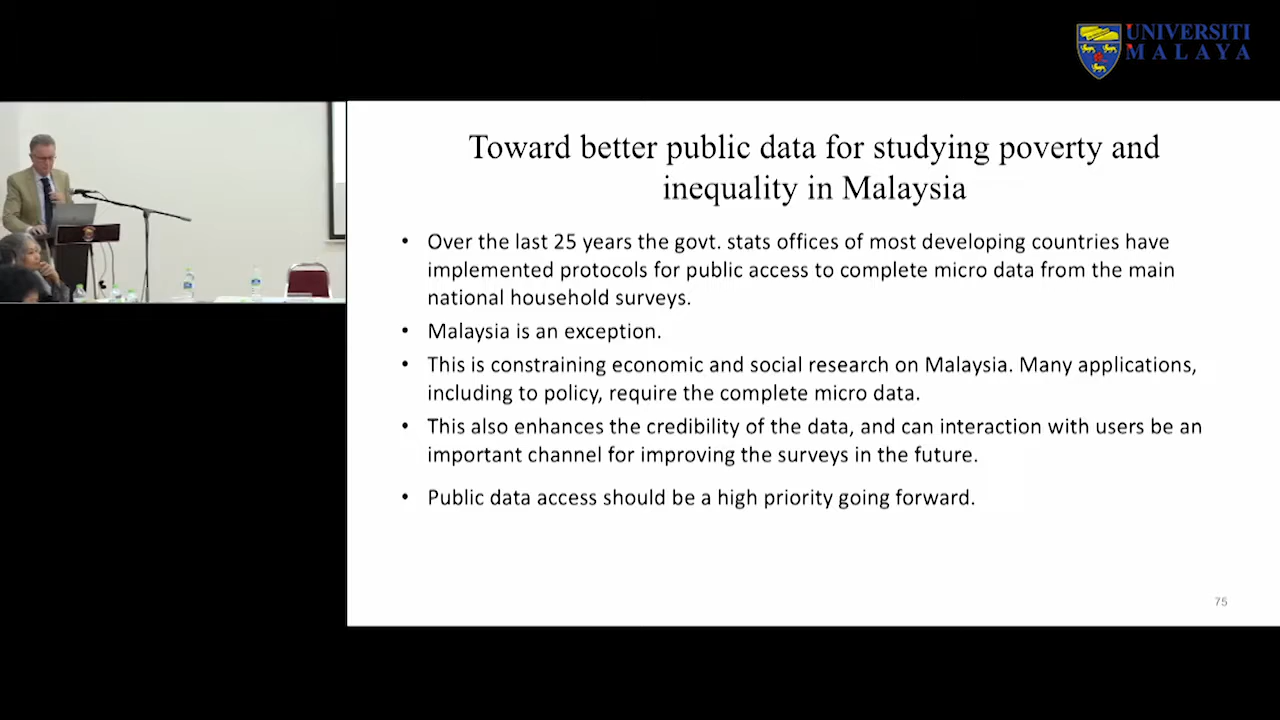 UNIVERSITI
MALAYA
Toward better public data for studying poverty and
inequality in Malaysia
• Over the last 25 years the govt. stats offices of most developing countries have
implemented protocols for public access to complete micro data from the main
national household surveys.
• Malaysia is an exception.
• This is constraining economic and social research on Malaysia. Many applications,
including to policy, require the complete micro data.
• This also enhances the credibility of the data, and can interaction with users be an
important channel for improving the surveys in the future.
• Public data access should be a high priority going forward.
75